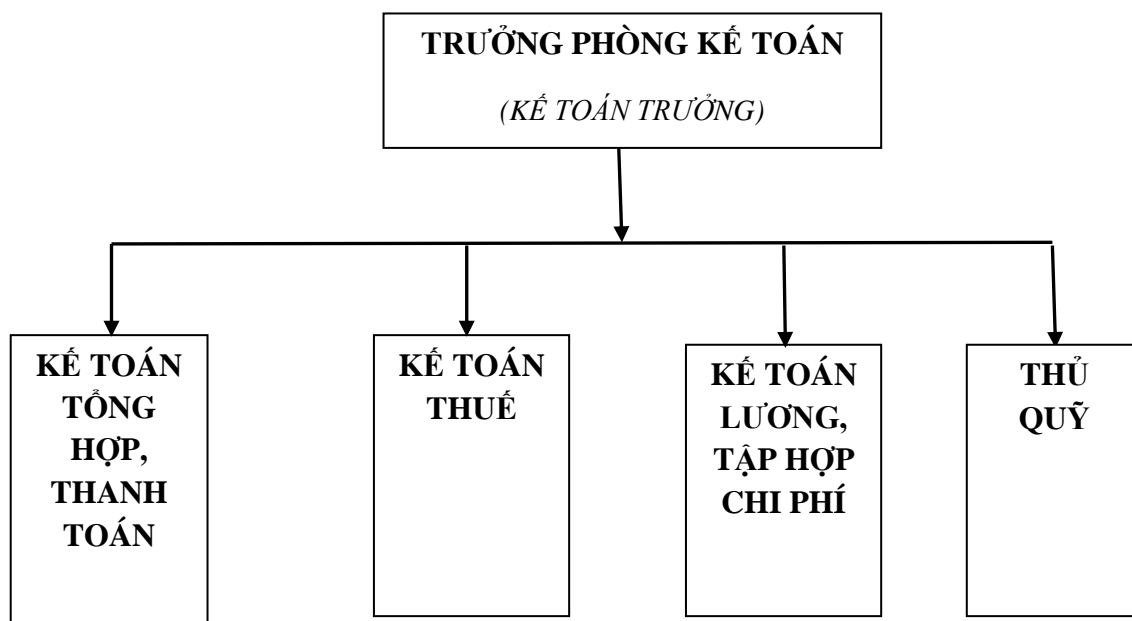 TRƯỞNG PHÒNG KẾ TOÁN
(KẾ TOÁN TRƯỞNG)
KẾ TOÁN
TỔNG
HỢP,
THANH
TOÁN
KẾ TOÁN
THUẾ
KẾ TOÁN
LƯƠNG,
TẬP HỢP
CHI PHÍ
THỦ
QUỸ